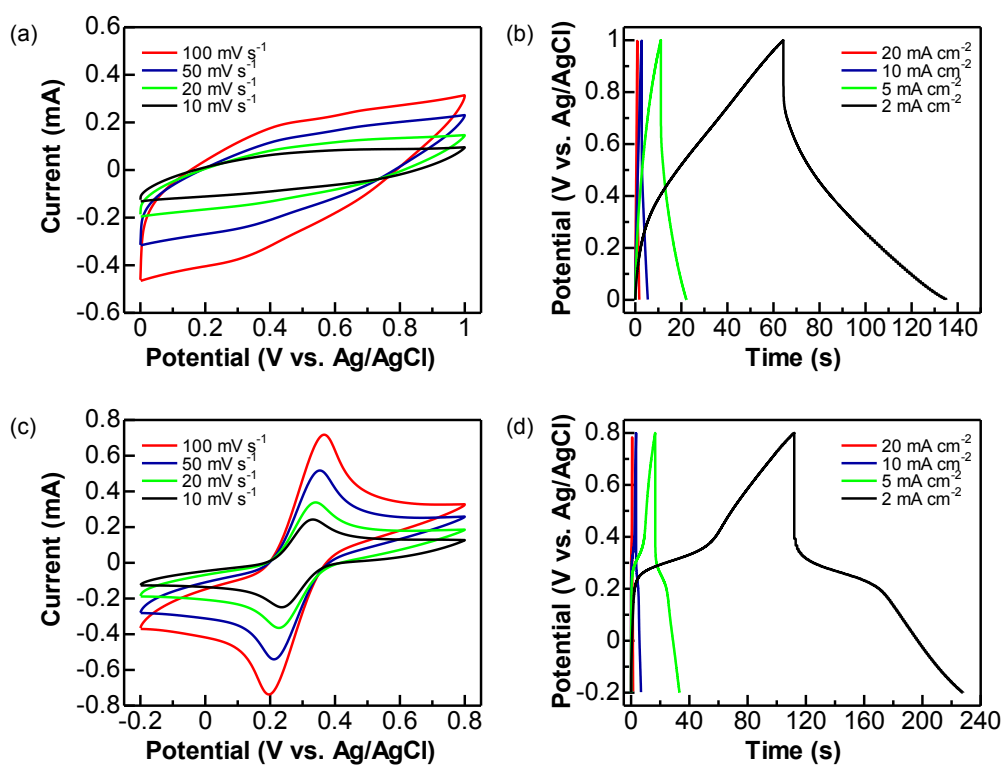 (a)
0.6
0.4
0.2
0
-0.2
-0.4
-0.6
Current (mA)
100 mV s⁻¹
50 mV s⁻¹
20 mV s⁻¹
10 mV s⁻¹
0 0.2 0.4 0.6 0.8 1
Potential (V vs. Ag/AgCl)
(b)
1
0.8
0.6
0.4
0.2
0
Potential (V vs. Ag/AgCl)
20 mA cm⁻²
10 mA cm⁻²
5 mA cm⁻²
2 mA cm⁻²
0 20 40 60 80 100 120 140
Time (s)
(c)
0.8
0.6
0.4
0.2
0
-0.2
-0.4
-0.6
0.8
Current (mA)
100 mV s⁻¹
50 mV s⁻¹
20 mV s⁻¹
10 mV s⁻¹
-0.2 0 0.2 0.4 0.6 0.8
Potential (V vs. Ag/AgCl)
(d)
0.8
0.6
0.4
0.2
0
-0.2
Potential (V vs. Ag/AgCl)
20 mA cm⁻²
10 mA cm⁻²
5 mA cm⁻²
2 mA cm⁻²
0 40 80 120 160 200 240
Time (s)